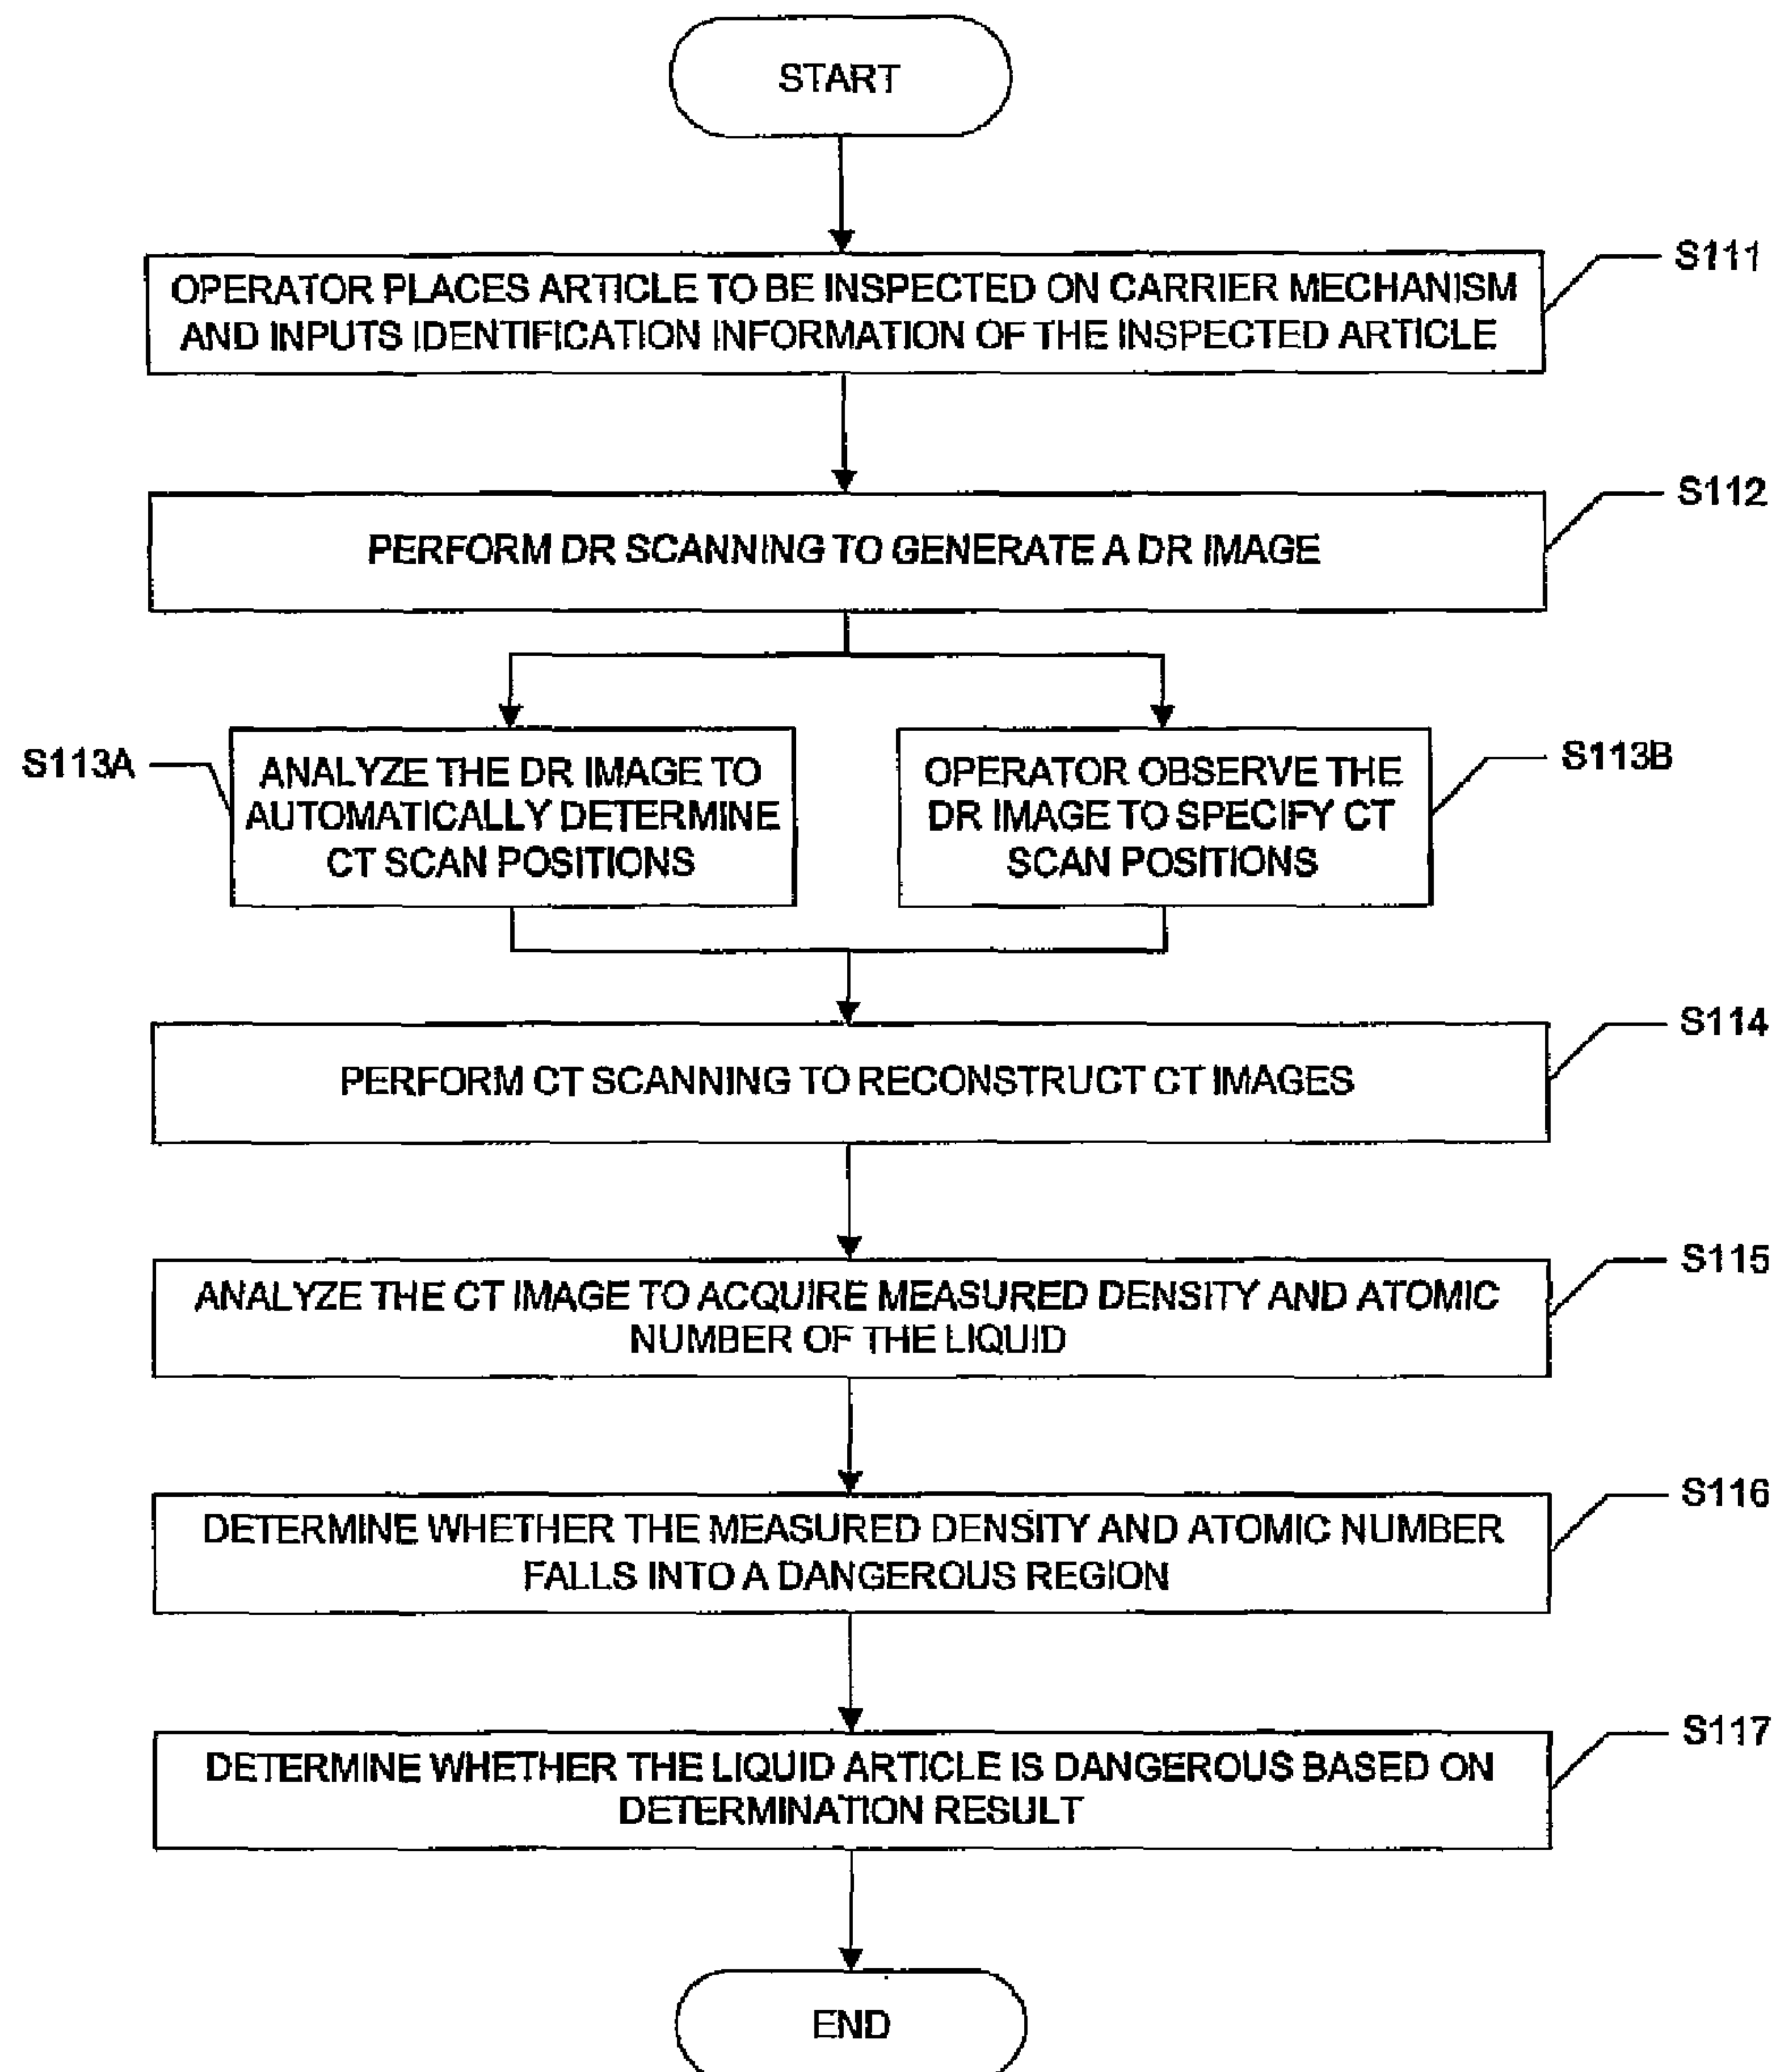 START
OPERATOR PLACES ARTICLE TO BE INSPECTED ON CARRIER MECHANISM
AND INPUTS IDENTIFICATION INFORMATION OF THE INSPECTED ARTICLE
S111
PERFORM DR SCANNING TO GENERATE A DR IMAGE
S112
S113A
ANALYZE THE DR IMAGE TO
AUTOMATICALLY DETERMINE
CT SCAN POSITIONS
OPERATOR OBSERVE THE
DR IMAGE TO SPECIFY CT
SCAN POSITIONS
S113B
PERFORM CT SCANNING TO RECONSTRUCT CT IMAGES
S114
ANALYZE THE CT IMAGE TO ACQUIRE MEASURED DENSITY AND ATOMIC
NUMBER OF THE LIQUID
S115
DETERMINE WHETHER THE MEASURED DENSITY AND ATOMIC NUMBER
FALLS INTO A DANGEROUS REGION
S116
DETERMINE WHETHER THE LIQUID ARTICLE IS DANGEROUS BASED ON
DETERMINATION RESULT
S117
END